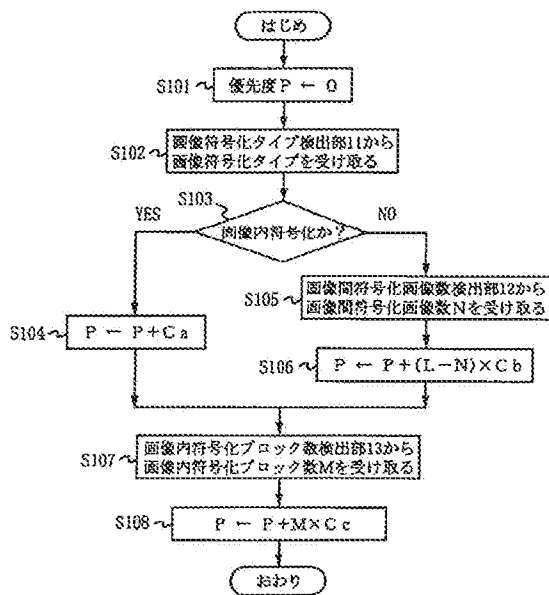 はじめ
S101
優先度P ← 0
S102
画像符号化タイプ検出部11から
画像符号化タイプを受け取る
S103
画像内符号化か?
YES
NO
S104
P ← P+Ca
S105
画像間符号化画像数検出部12から
画像間符号化画像数Nを受け取る
S106
P ← P+(L-N)×Cb
S107
画像内符号化ブロック数検出部13から
画像内符号化ブロック数Mを受け取る
S108
P ← P+M×Cc
おわり